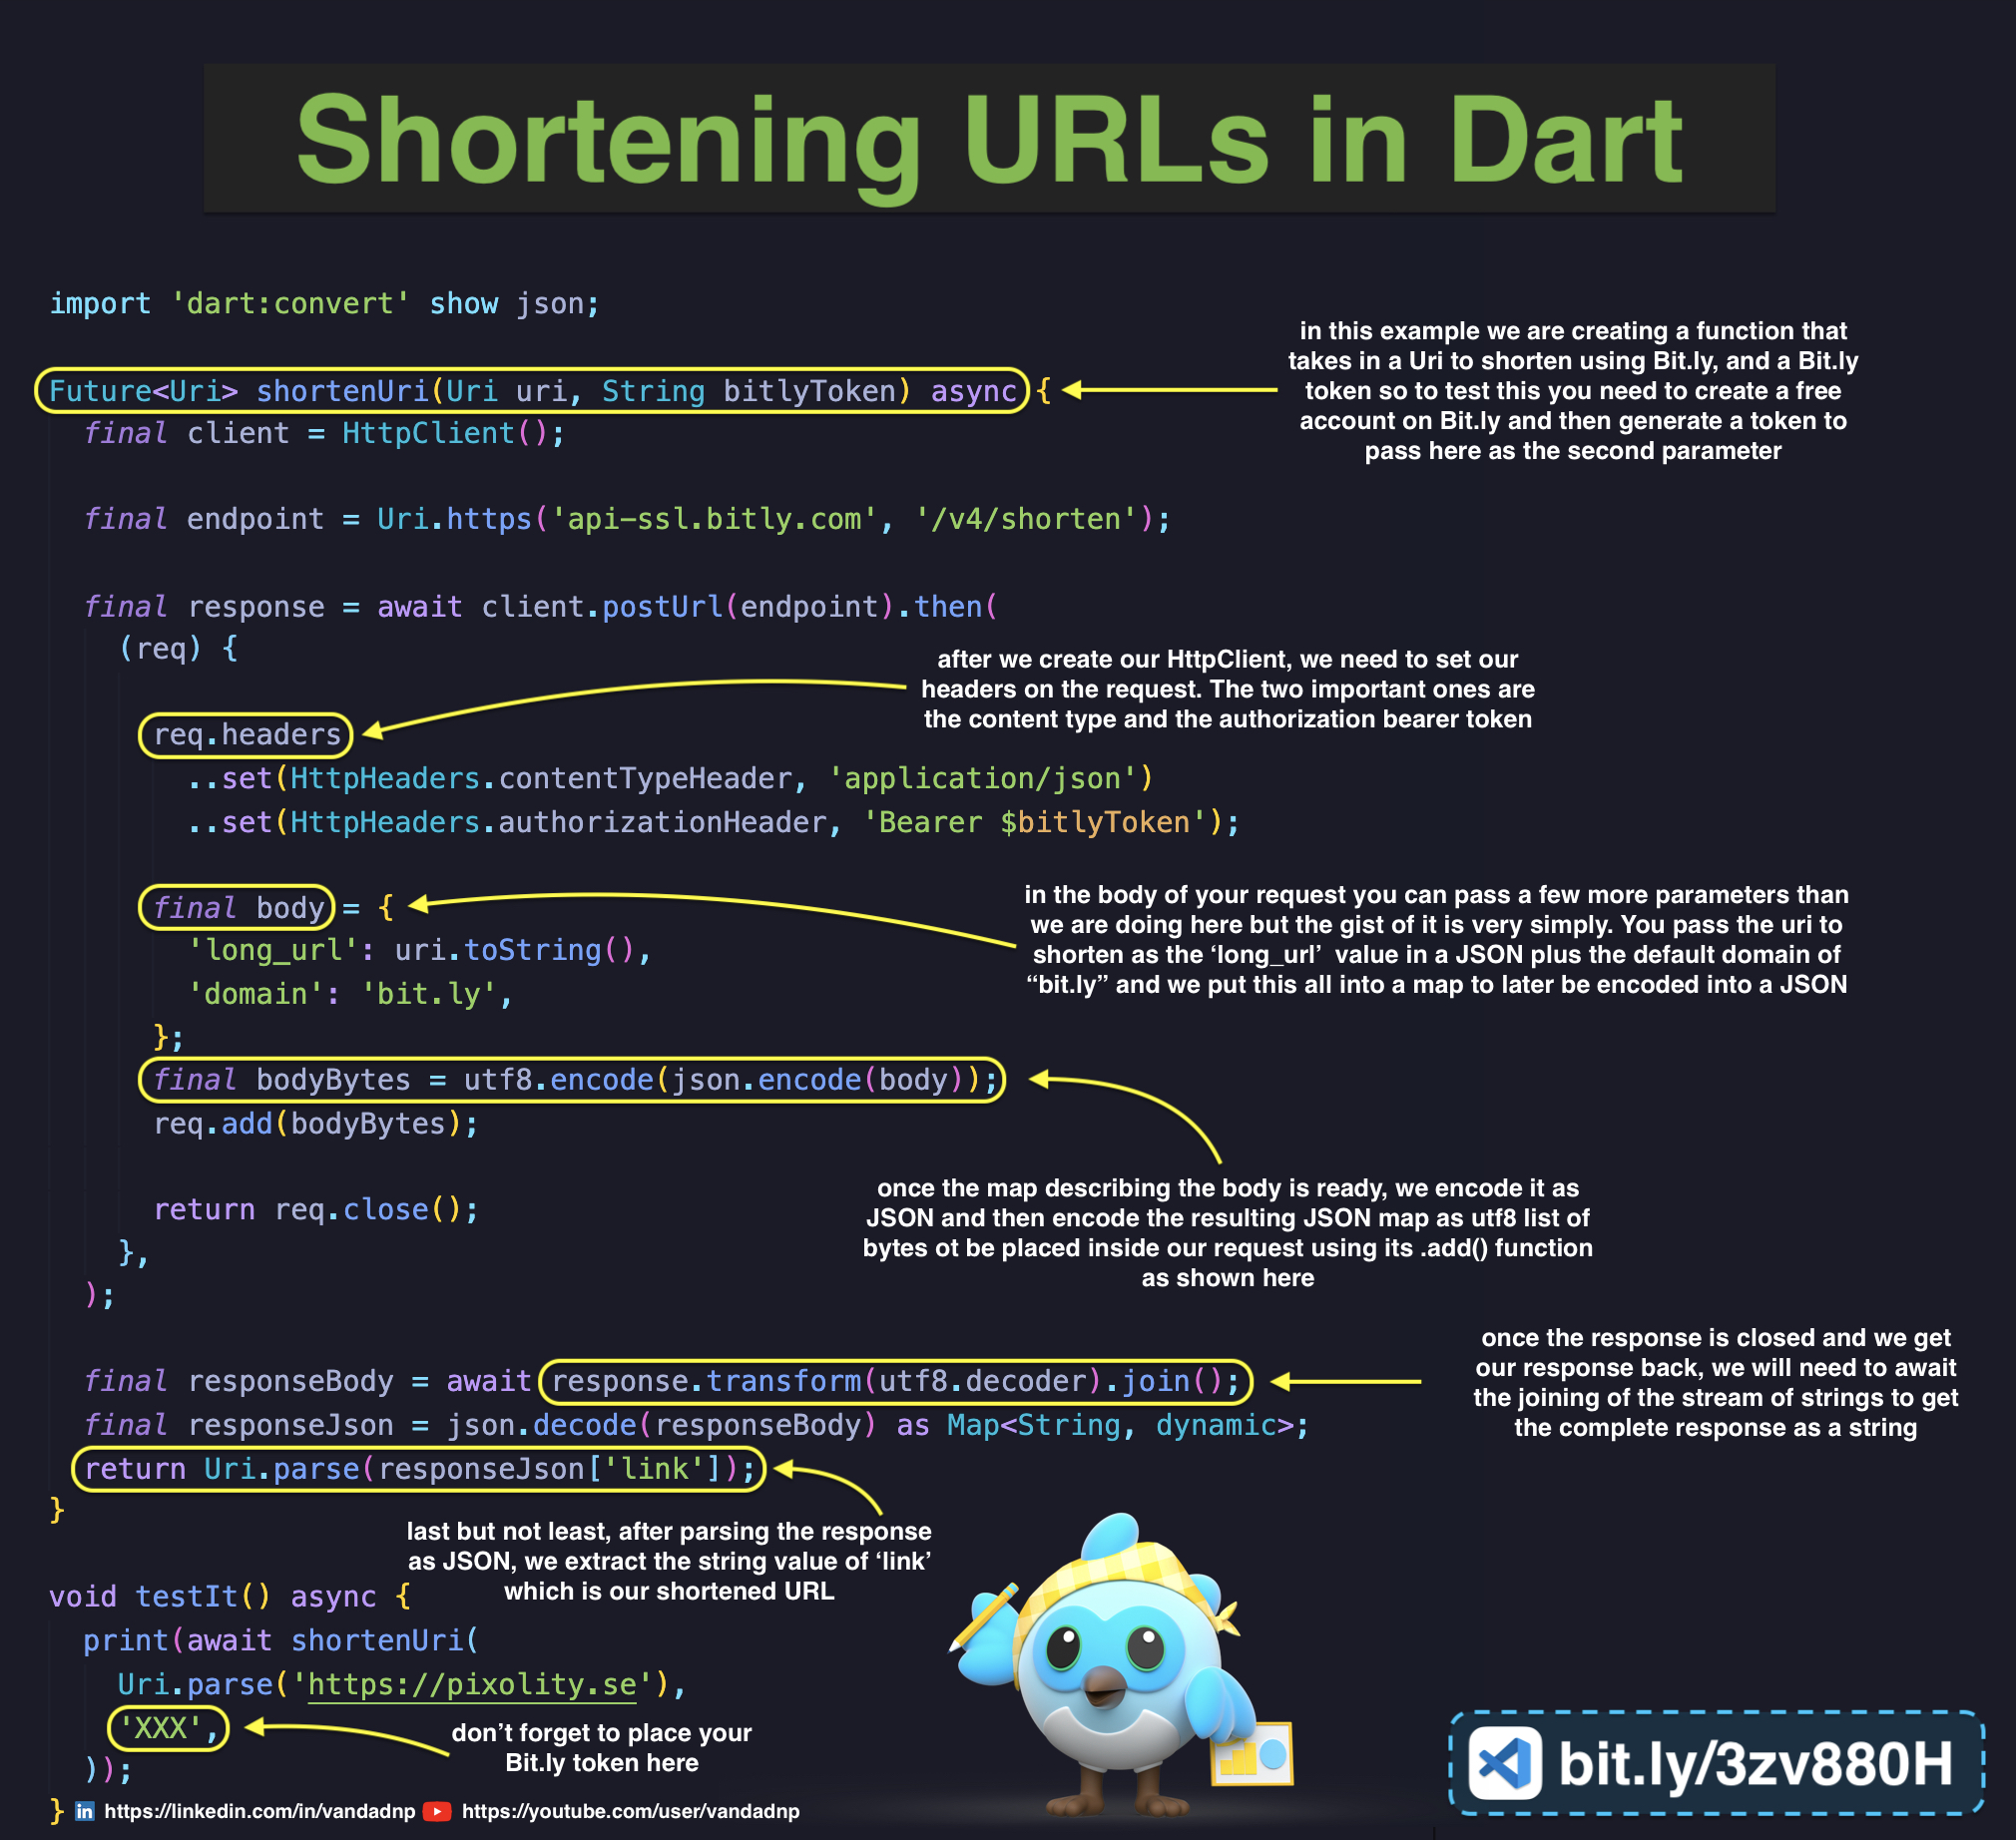 Shortening URLs in Dart
import 'dart:convert' show json;
in this example we are creating a function that
takes in a Uri to shorten using Bit.ly, and a Bit.ly
token so to test this you need to create a free
account on Bit.ly and then generate a token to
pass here as the second parameter
Future<Uri> shortenUri(Uri uri, String bitlyToken) async {
final client = HttpClient();
final endpoint = Uri.https('api-ssl.bitly.com', '/v4/shorten');
final response = await client.postUrl(endpoint).then(
(req) {
after we create our HttpClient, we need to set our
headers on the request. The two important ones are
the content type and the authorization bearer token
req.headers
..set(HttpHeaders.contentTypeHeader, 'application/json')
..set(HttpHeaders.authorizationHeader, 'Bearer $bitlyToken');
final body = {
'long_url': uri.toString(),
'domain': 'bit.ly',
};
in the body of your request you can pass a few more parameters than
we are doing here but the gist of it is very simply. You pass the uri to
shorten as the ‘long_url’  value in a JSON plus the default domain of
“bit.ly” and we put this all into a map to later be encoded into a JSON
final bodyBytes = utf8.encode(json.encode(body));
req.add(bodyBytes);
once the map describing the body is ready, we encode it as
JSON and then encode the resulting JSON map as utf8 list of
bytes ot be placed inside our request using its .add() function
as shown here
return req.close();
},
);
once the response is closed and we get
our response back, we will need to await
the joining of the stream of strings to get
the complete response as a string
final responseBody = await response.transform(utf8.decoder).join();
final responseJson = json.decode(responseBody) as Map<String, dynamic>;
return Uri.parse(responseJson['link']);
}
last but not least, after parsing the response
as JSON, we extract the string value of ‘link’
which is our shortened URL
void testIt() async {
print(await shortenUri(
Uri.parse('https://pixolity.se'),
'XXX',
don’t forget to place your
Bit.ly token here
));
}
in https://linkedin.com/in/vandadnp https://youtube.com/user/vandadnp
bit.ly/3zv880H